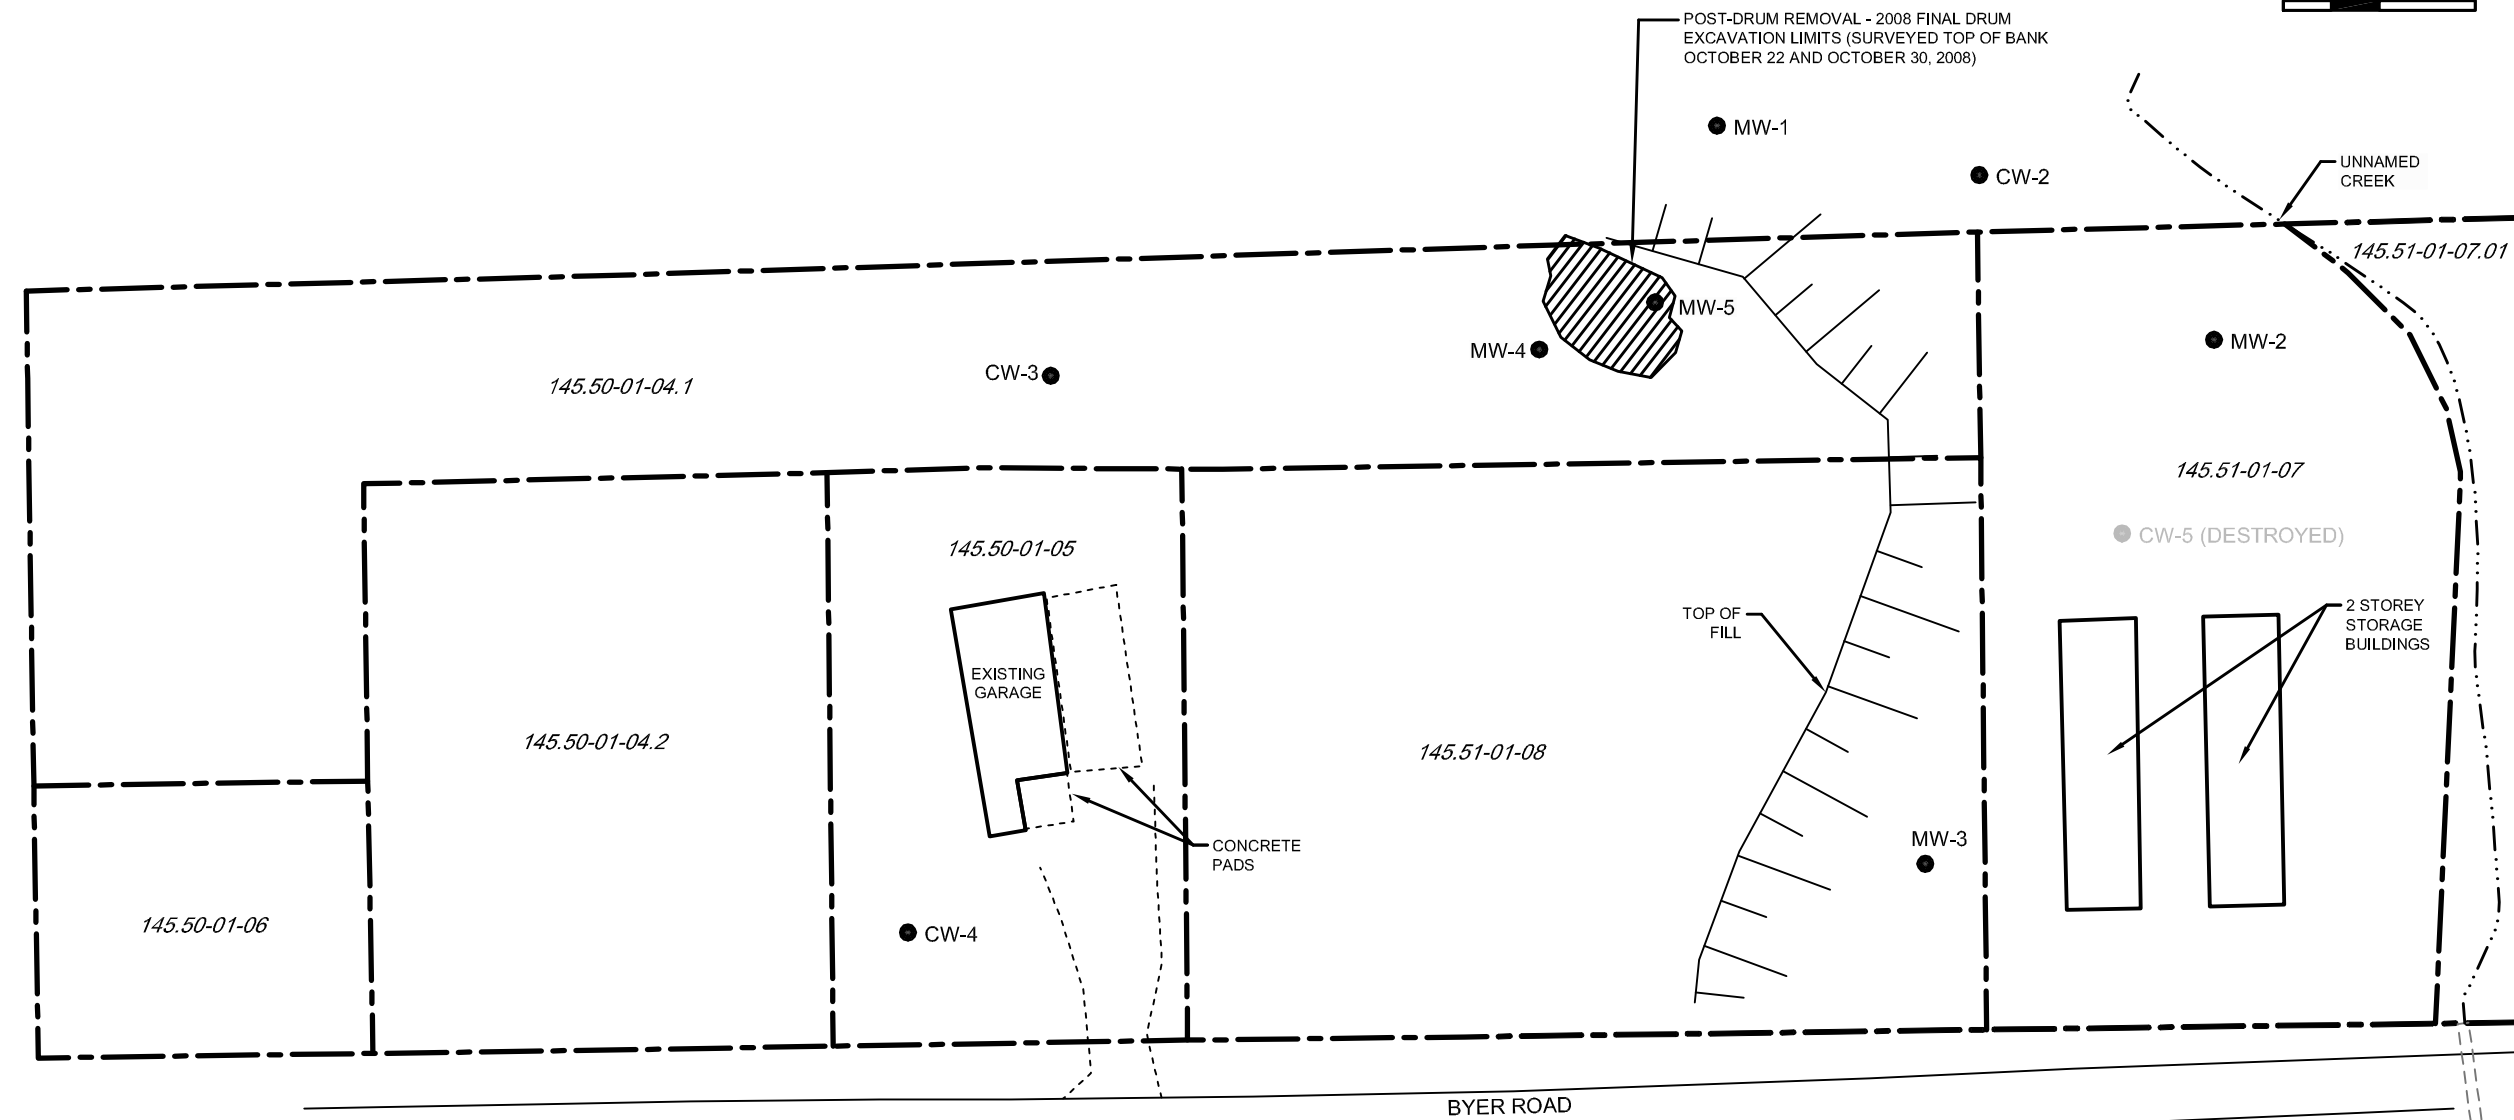 POST-DRUM REMOVAL - 2008 FINAL DRUM
EXCAVATION LIMITS (SURVEYED TOP OF BANK
OCTOBER 22 AND OCTOBER 30, 2008)
MW-1
CW-2
UNNAMED
CREEK
145.51-01-07.01
MW-5
MW-4
MW-2
CW-3
145.50-01-04.1
145.51-01-07
CW-5 (DESTROYED)
145.50-01-05
TOP OF
FILL
2 STOREY
STORAGE
BUILDINGS
EXISTING
GARAGE
145.50-01-04.2
145.51-01-08
CONCRETE
PADS
MW-3
145.50-01-06
CW-4
BYER ROAD